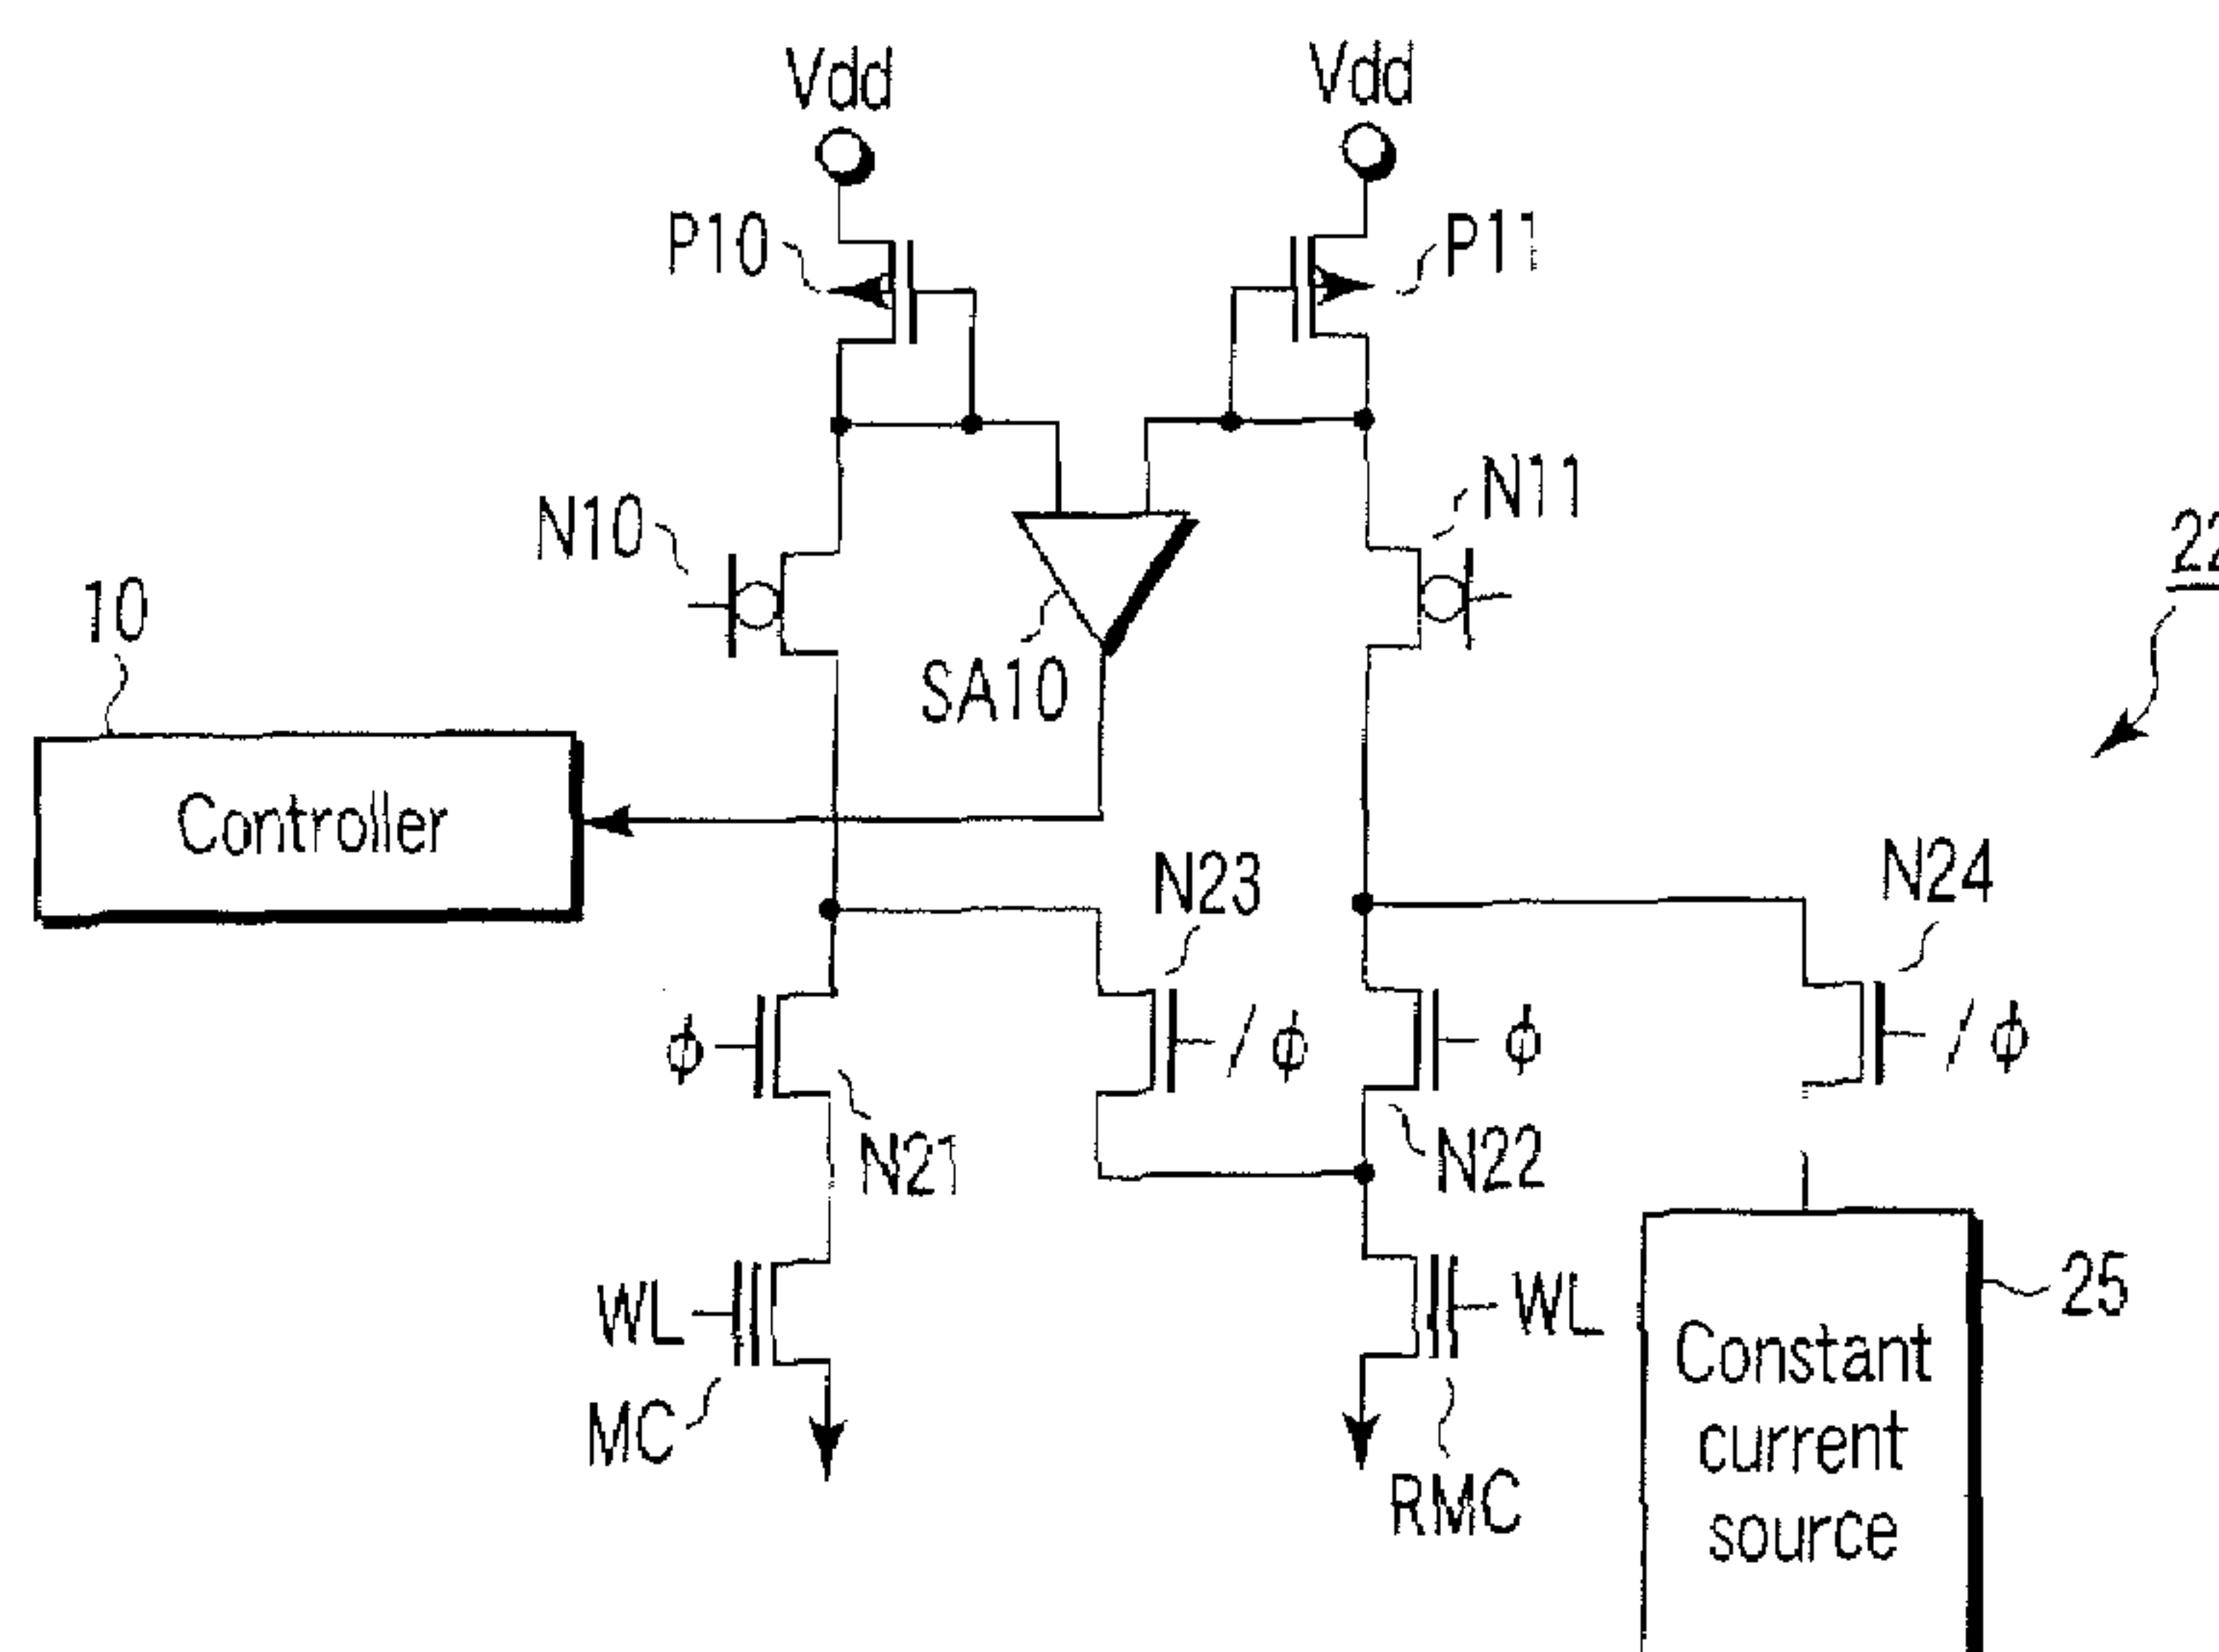 Vdd
Vdd
P10
P11
N10
N11
22
10
SA10
Controller
N23
N24
ϕ
/ϕ
ϕ
/ϕ
N21
N22
WL
WL
25
MC
RMC
Constant
current
source